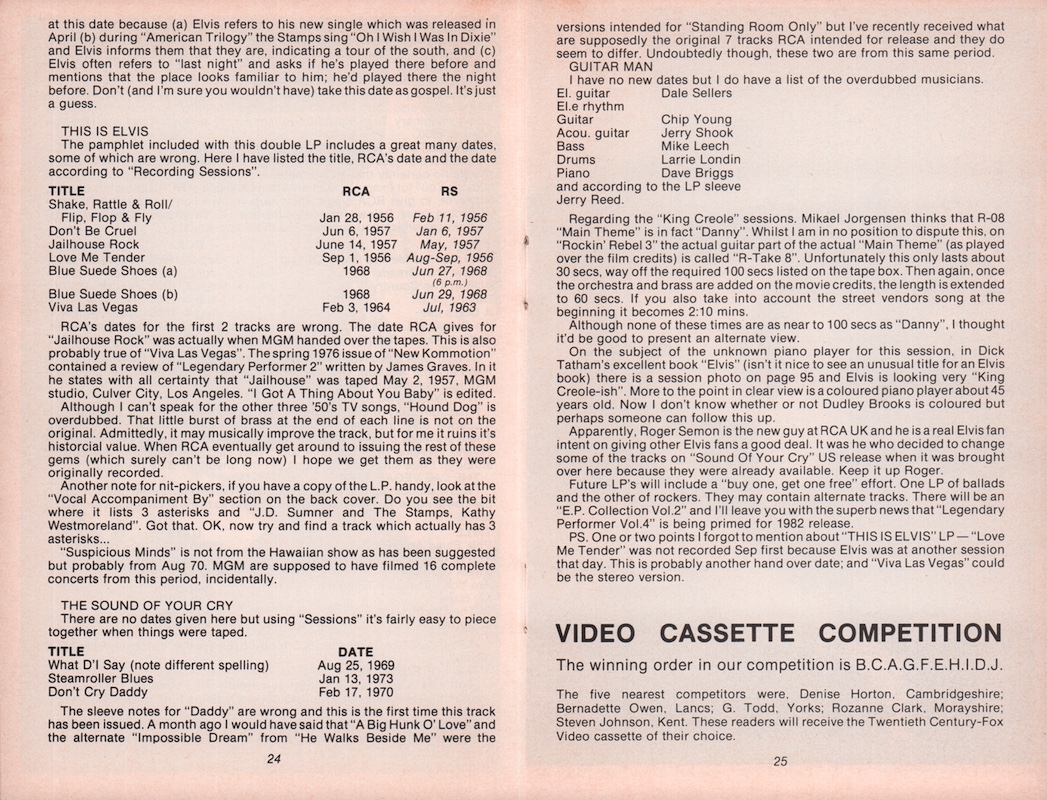 at this date because (a) Elvis refers to his new single which was released in
April (b) during "American Trilogy" the Stamps sing "Oh I Wish I Was In Dixie"
and Elvis informs them that they are, indicating a tour of the south, and (c)
Elvis often refers to "last night" and asks if he's played there before and
mentions that the place looks familiar to him; he'd played there the night
before. Don't (and I'm sure you wouldn't have) take this date as gospel. It's just
a guess.
THIS IS ELVIS
The pamphlet included with this double LP includes a great many dates,
some of which are wrong. Here I have listed the title, RCA's date and the date
according to "Recording Sessions".
TITLE RCA RS
Shake, Rattle & Roll/
Flip, Flop & Fly Jan 28, 1956 Feb 11, 1956
Don't Be Cruel Jun 6, 1957 Jan 6, 1957
Jailhouse Rock June 14, 1957 May, 1957
Love Me Tender Sep 1, 1956 Aug-Sep, 1956
Blue Suede Shoes (a) 1968 Jun 27, 1968
(6 p.m.)
Blue Suede Shoes (b) 1968 Jun 29, 1968
Viva Las Vegas Feb 3, 1964 Jul, 1963
RCA's dates for the first 2 tracks are wrong. The date RCA gives for
"Jailhouse Rock" was actually when MGM handed over the tapes. This is also
probably true of "Viva Las Vegas". The spring 1976 issue of "New Kommotion"
contained a review of "Legendary Performer 2" written by James Graves. In it
he states with all certainty that "Jailhouse" was taped May 2, 1957, MGM
studio, Culver City, Los Angeles. "I Got A Thing About You Baby" is edited.
Although I can't speak for the other three '50's TV songs, "Hound Dog" is
overdubbed. That little burst of brass at the end of each line is not on the
original. Admittedly, it may musically improve the track, but for me it ruins it's
historcial value. When RCA eventually get around to issuing the rest of these
gems (which surely can't be long now) I hope we get them as they were
originally recorded.
Another note for nit-pickers, if you have a copy of the L.P. handy, look at the
"Vocal Accompaniment By" section on the back cover. Do you see the bit
where it lists 3 asterisks and "J.D. Sumner and The Stamps, Kathy
Westmoreland". Got that. OK, now try and find a track which actually has 3
asterisks...
"Suspicious Minds" is not from the Hawaiian show as has been suggested
but probably from Aug 70. MGM are supposed to have filmed 16 complete
concerts from this period, incidentally.
THE SOUND OF YOUR CRY
There are no dates given here but using "Sessions" it's fairly easy to piece
together when things were taped.
TITLE DATE
What D'I Say (note different spelling) Aug 25, 1969
Steamroller Blues Jan 13, 1973
Don't Cry Daddy Feb 17, 1970
The sleeve notes for "Daddy" are wrong and this is the first time this track
has been issued. A month ago I would have said that "A Big Hunk O' Love" and
the alternate "Impossible Dream" from "He Walks Beside Me" were the
24
versions intended for "Standing Room Only" but I've recently received what
are supposedly the original 7 tracks RCA intended for release and they do
seem to differ. Undoubtedly though, these two are from this same period.
GUITAR MAN
I have no new dates but I do have a list of the overdubbed musicians.
El. guitar Dale Sellers
El.e rhythm
Guitar Chip Young
Acou. guitar Jerry Shook
Bass Mike Leech
Drums Larrie Londin
Piano Dave Briggs
and according to the LP sleeve
Jerry Reed.
Regarding the "King Creole" sessions. Mikael Jorgensen thinks that R-08
"Main Theme" is in fact "Danny". Whilst I am in no position to dispute this, on
"Rockin' Rebel 3" the actual guitar part of the actual "Main Theme" (as played
over the film credits) is called "R-Take 8". Unfortunately this only lasts about
30 secs, way off the required 100 secs listed on the tape box. Then again, once
the orchestra and brass are added on the movie credits, the length is extended
to 60 secs. If you also take into account the street vendors song at the
beginning it becomes 2:10 mins.
Although none of these times are as near to 100 secs as "Danny", I thought
it'd be good to present an alternate view.
On the subject of the unknown piano player for this session, in Dick
Tatham's excellent book "Elvis" (isn't it nice to see an unusual title for an Elvis
book) there is a session photo on page 95 and Elvis is looking very "King
Creole-ish". More to the point in clear view is a coloured piano player about 45
years old. Now I don't know whether or not Dudley Brooks is coloured but
perhaps someone can follow this up.
Apparently, Roger Semon is the new guy at RCA UK and he is a real Elvis fan
intent on giving other Elvis fans a good deal. It was he who decided to change
some of the tracks on "Sound Of Your Cry" US release when it was brought
over here because they were already available. Keep it up Roger.
Future LP's will include a "buy one, get one free" effort. One LP of ballads
and the other of rockers. They may contain alternate tracks. There will be an
"E.P. Collection Vol.2" and I'll leave you with the superb news that "Legendary
Performer Vol.4" is being primed for 1982 release.
PS. One or two points I forgot to mention about "THIS IS ELVIS" LP — "Love
Me Tender" was not recorded Sep first because Elvis was at another session
that day. This is probably another hand over date; and "Viva Las Vegas" could
be the stereo version.
VIDEO CASSETTE COMPETITION
The winning order in our competition is B.C.A.G.F.E.H.I.D.J.
The five nearest competitors were, Denise Horton, Cambridgeshire;
Bernadette Owen, Lancs; G. Todd, Yorks; Rozanne Clark, Morayshire;
Steven Johnson, Kent. These readers will receive the Twentieth Century-Fox
Video cassette of their choice.
25